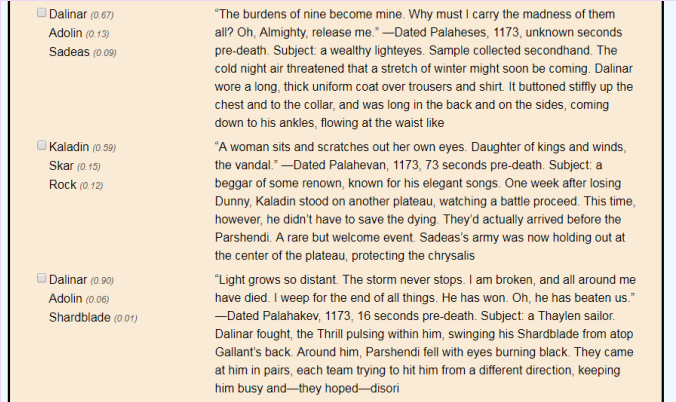 Dalinar (0.67)
Adolin (0.13)
Sadeas (0.09)
“The burdens of nine become mine. Why must I carry the madness of them
all? Oh, Almighty, release me.” —Dated Palaheses, 1173, unknown seconds
pre-death. Subject: a wealthy lighteyes. Sample collected secondhand. The
cold night air threatened that a stretch of winter might soon be coming. Dalinar
wore a long, thick uniform coat over trousers and shirt. It buttoned stiffly up the
chest and to the collar, and was long in the back and on the sides, coming
down to his ankles, flowing at the waist like
Kaladin (0.59)
Skar (0.15)
Rock (0.12)
“A woman sits and scratches out her own eyes. Daughter of kings and winds,
the vandal.” —Dated Palahevan, 1173, 73 seconds pre-death. Subject: a
beggar of some renown, known for his elegant songs. One week after losing
Dunny, Kaladin stood on another plateau, watching a battle proceed. This time,
however, he didn’t have to save the dying. They’d actually arrived before the
Parshendi. A rare but welcome event. Sadeas’s army was now holding out at
the center of the plateau, protecting the chrysalis
Dalinar (0.90)
Adolin (0.06)
Shardblade (0.01)
“Light grows so distant. The storm never stops. I am broken, and all around me
have died. I weep for the end of all things. He has won. Oh, he has beaten us.”
—Dated Palahakev, 1173, 16 seconds pre-death. Subject: a Thaylen sailor.
Dalinar fought, the Thrill pulsing within him, swinging his Shardblade from atop
Gallant’s back. Around him, Parshendi fell with eyes burning black. They came
at him in pairs, each team trying to hit him from a different direction, keeping
him busy and—they hoped—disori